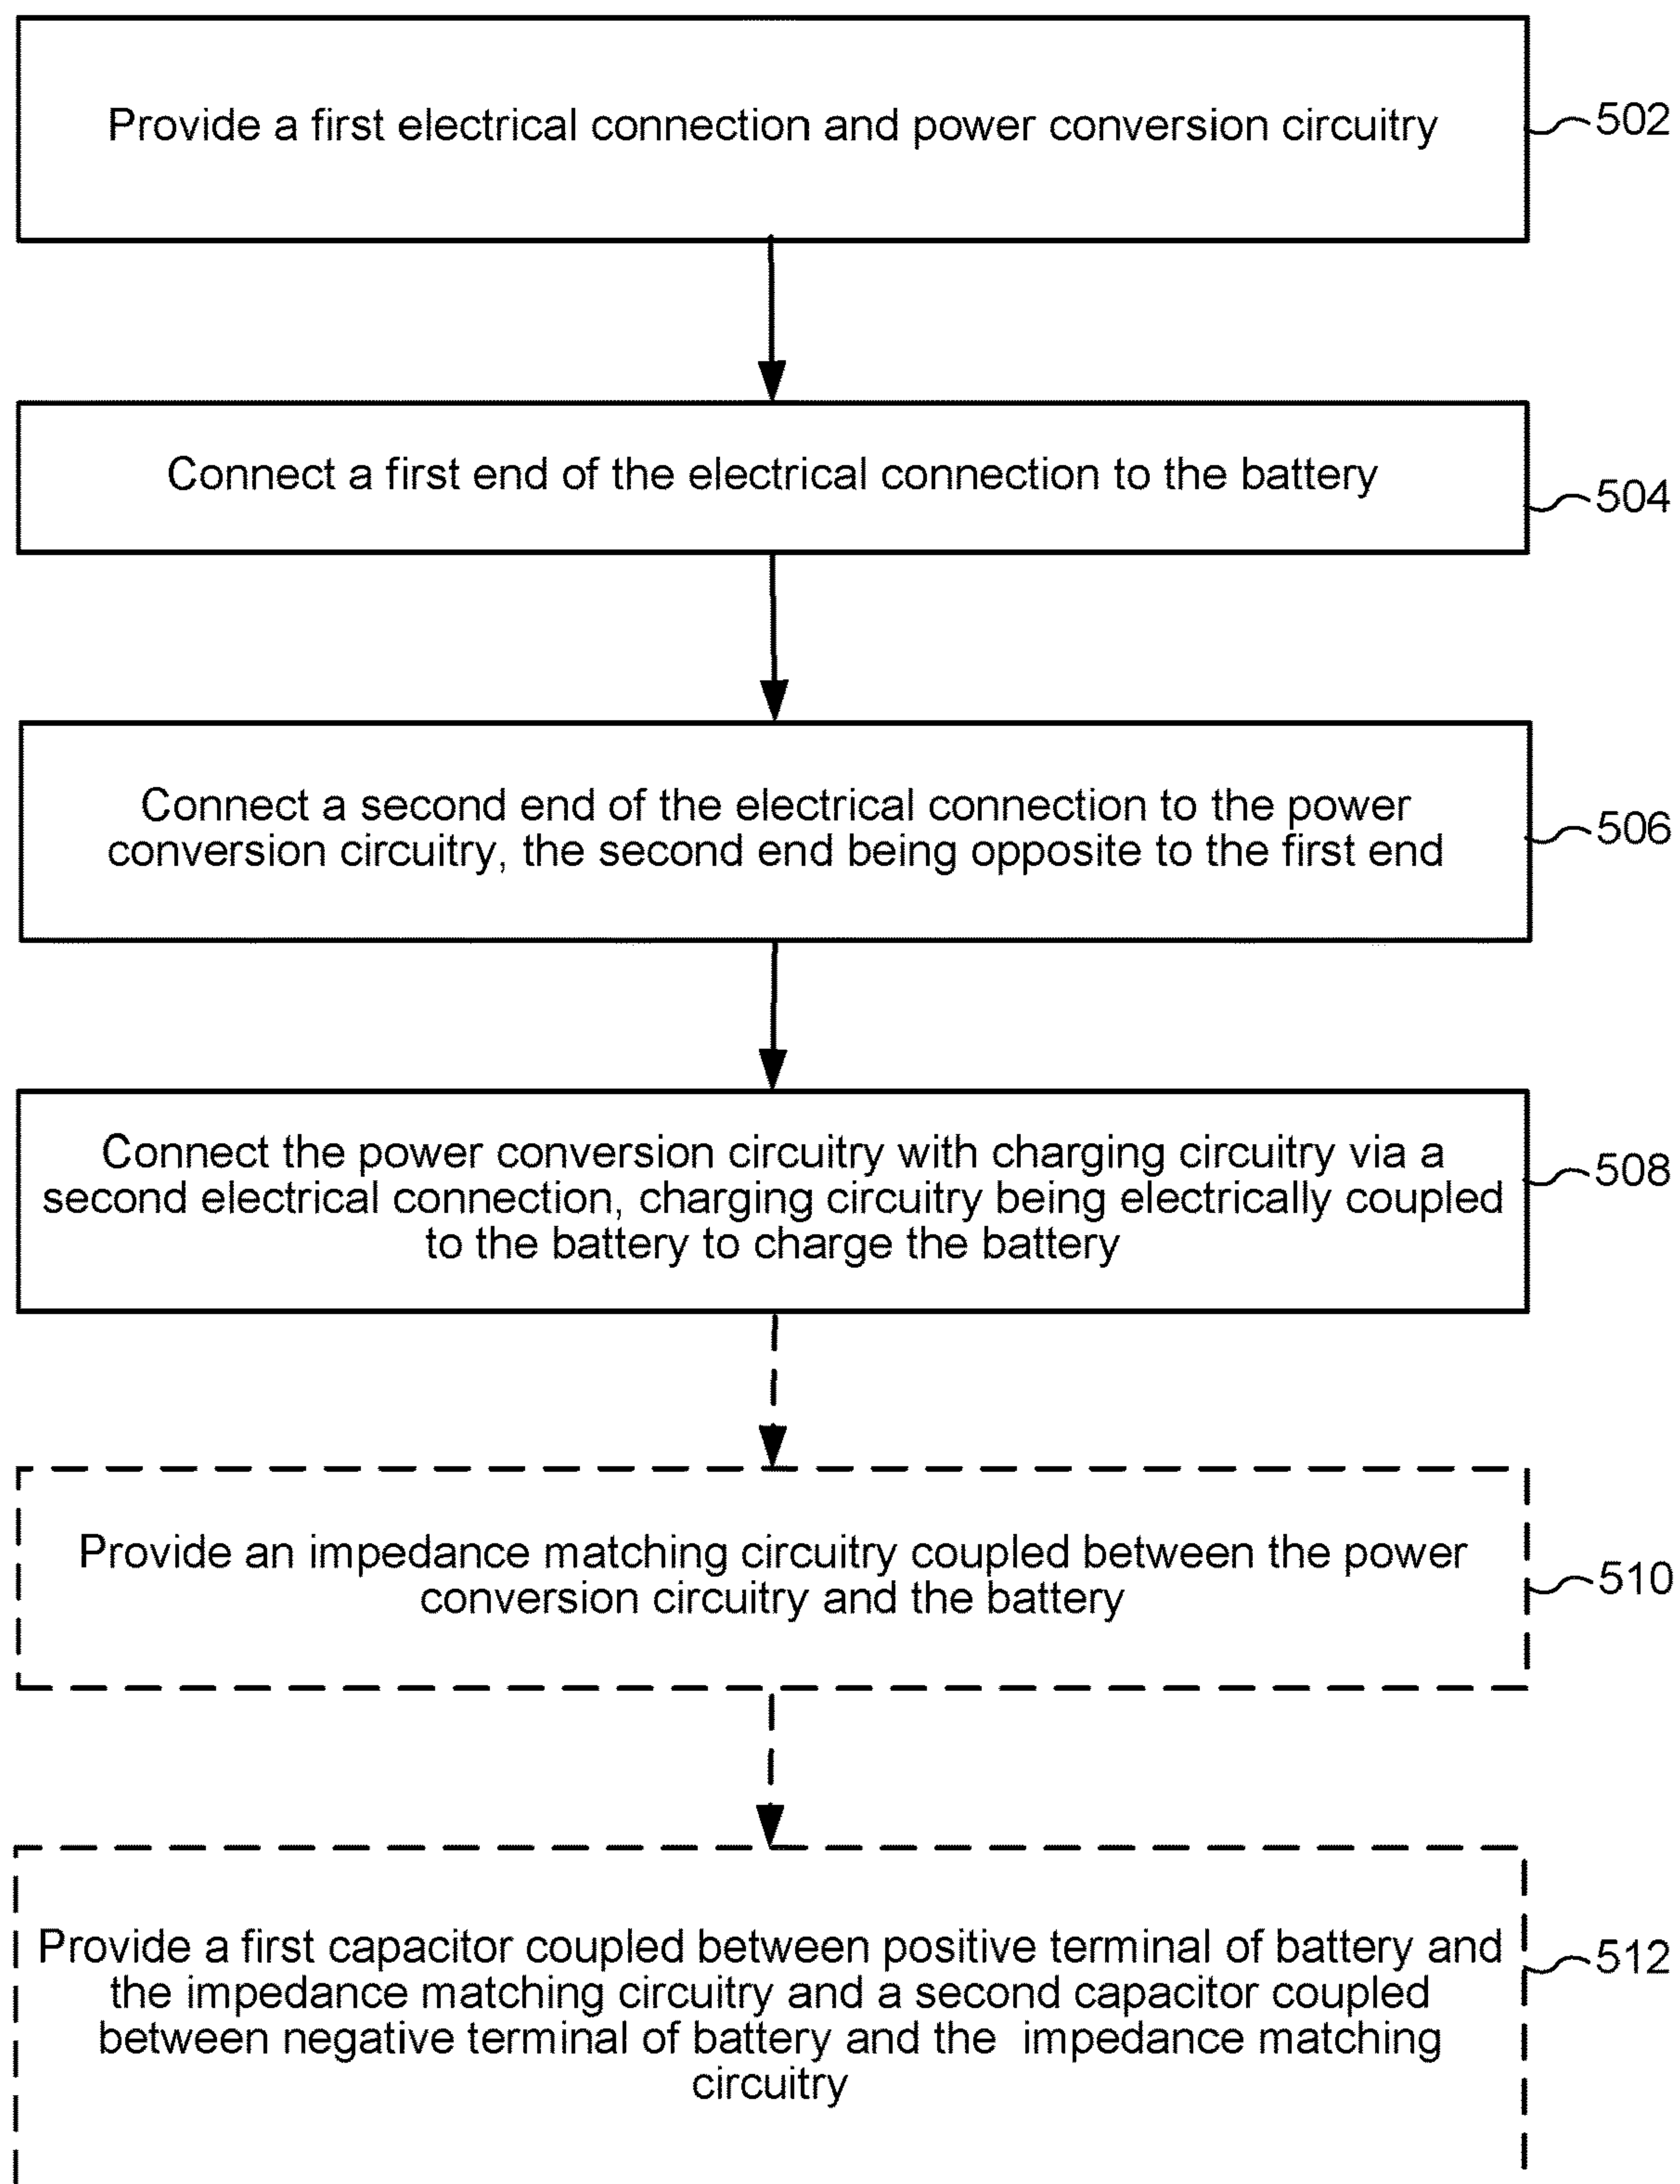 Provide a first electrical connection and power conversion circuitry
502
Connect a first end of the electrical connection to the battery
504
Connect a second end of the electrical connection to the power
conversion circuitry, the second end being opposite to the first end
506
Connect the power conversion circuitry with charging circuitry via a
second electrical connection, charging circuitry being electrically coupled
to the battery to charge the battery
508
Provide an impedance matching circuitry coupled between the power
conversion circuitry and the battery
510
Provide a first capacitor coupled between positive terminal of battery and
the impedance matching circuitry and a second capacitor coupled
between negative terminal of battery and the  impedance matching
circuitry
512